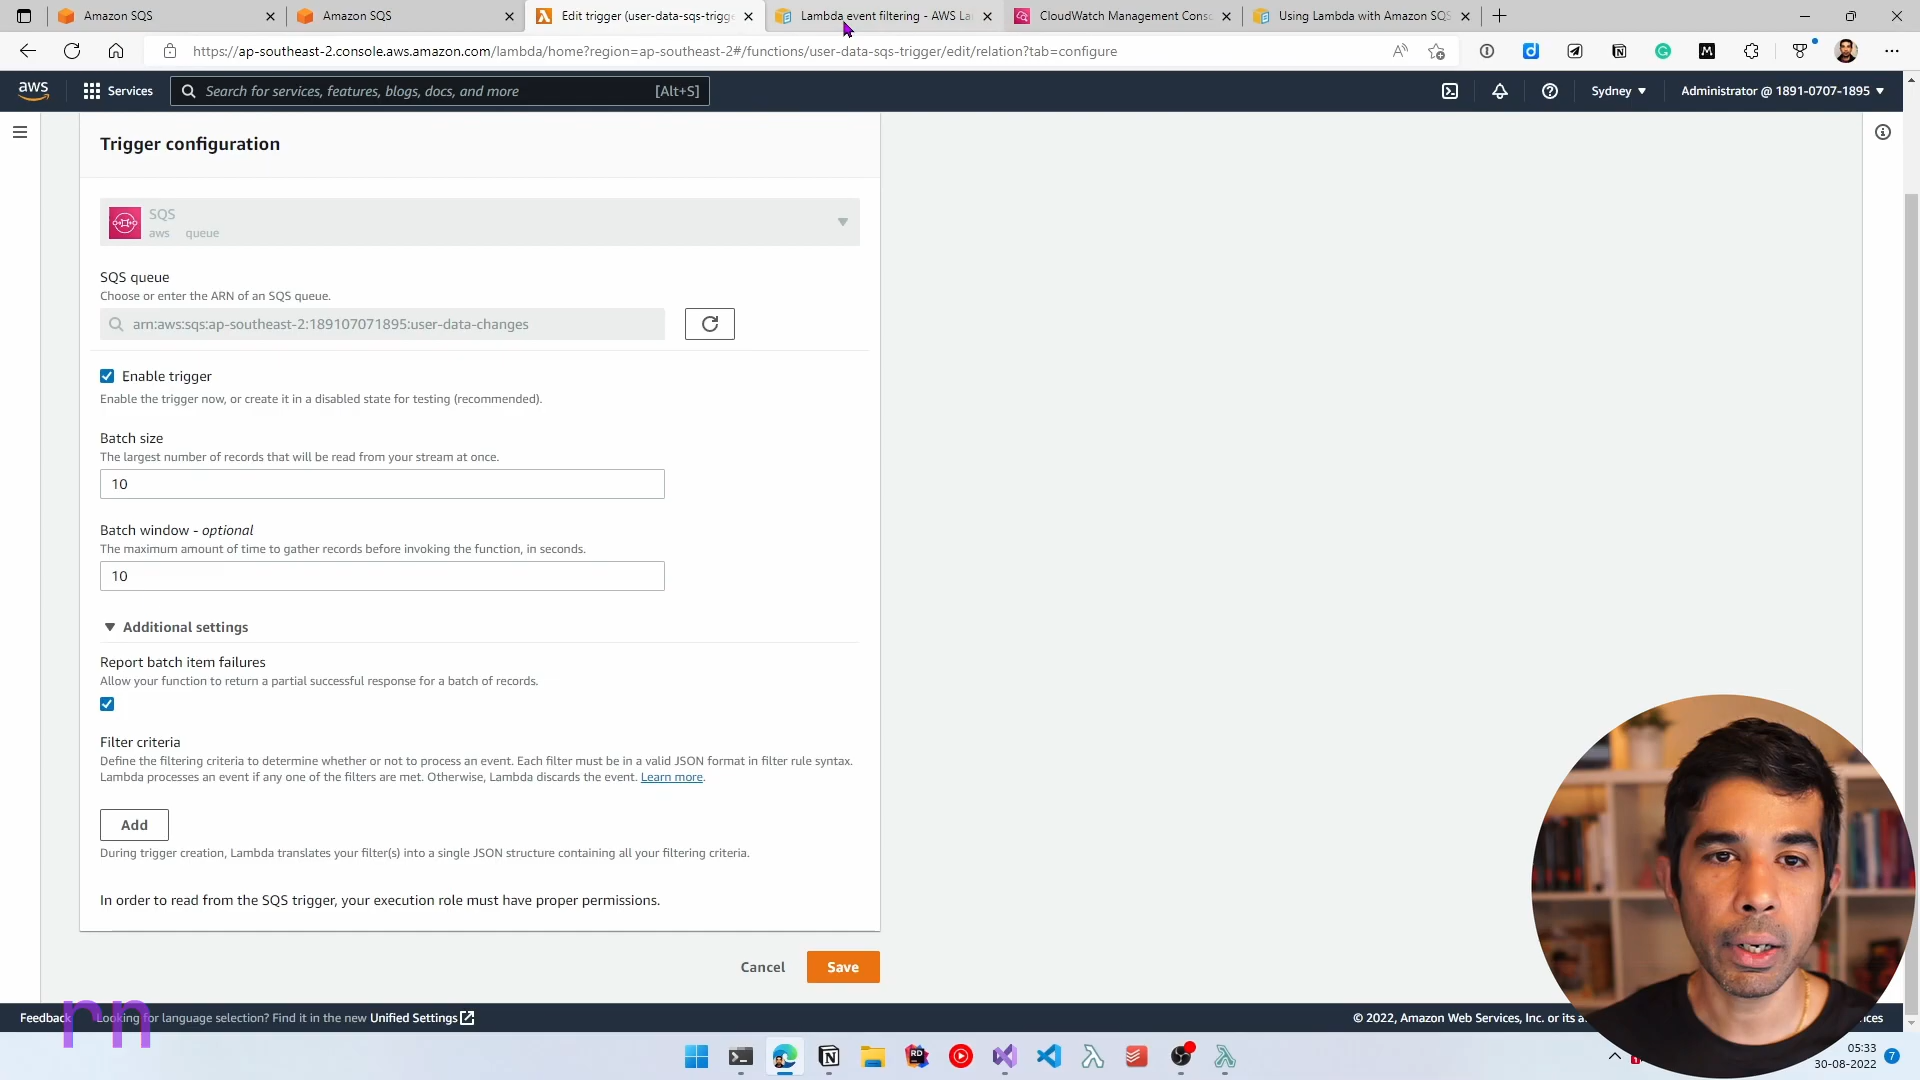 Amazon SQS
Amazon SQS
Edit trigger (user-data-sqs-trigge
Lambda event filtering - AWS La
CloudWatch Management Conso
Using Lambda with Amazon SQS
https://ap-southeast-2.console.aws.amazon.com/lambda/home?region=ap-southeast-2#/functions/user-data-sqs-trigger/edit/relation?tab=configure
aws
Services
Search for services, features, blogs, docs, and more
[Alt+S]
Sydney
Administrator @ 1891-0707-1895
Trigger configuration
SQS
aws queue
SQS queue
Choose or enter the ARN of an SQS queue.
arn:aws:sqs:ap-southeast-2:189107071895:user-data-changes
Enable trigger
Enable the trigger now, or create it in a disabled state for testing (recommended).
Batch size
The largest number of records that will be read from your stream at once.
10
Batch window - optional
The maximum amount of time to gather records before invoking the function, in seconds.
10
Additional settings
Report batch item failures
Allow your function to return a partial successful response for a batch of records.
Filter criteria
Define the filtering criteria to determine whether or not to process an event. Each filter must be in a valid JSON format in filter rule syntax.
Lambda processes an event if any one of the filters are met. Otherwise, Lambda discards the event. Learn more.
Add
During trigger creation, Lambda translates your filter(s) into a single JSON structure containing all your filtering criteria.
In order to read from the SQS trigger, your execution role must have proper permissions.
Cancel
Save
Feedback
Looking for language selection? Find it in the new Unified Settings
© 2022, Amazon Web Services, Inc. or its a
ices
rn
05:33
30-08-2022
7